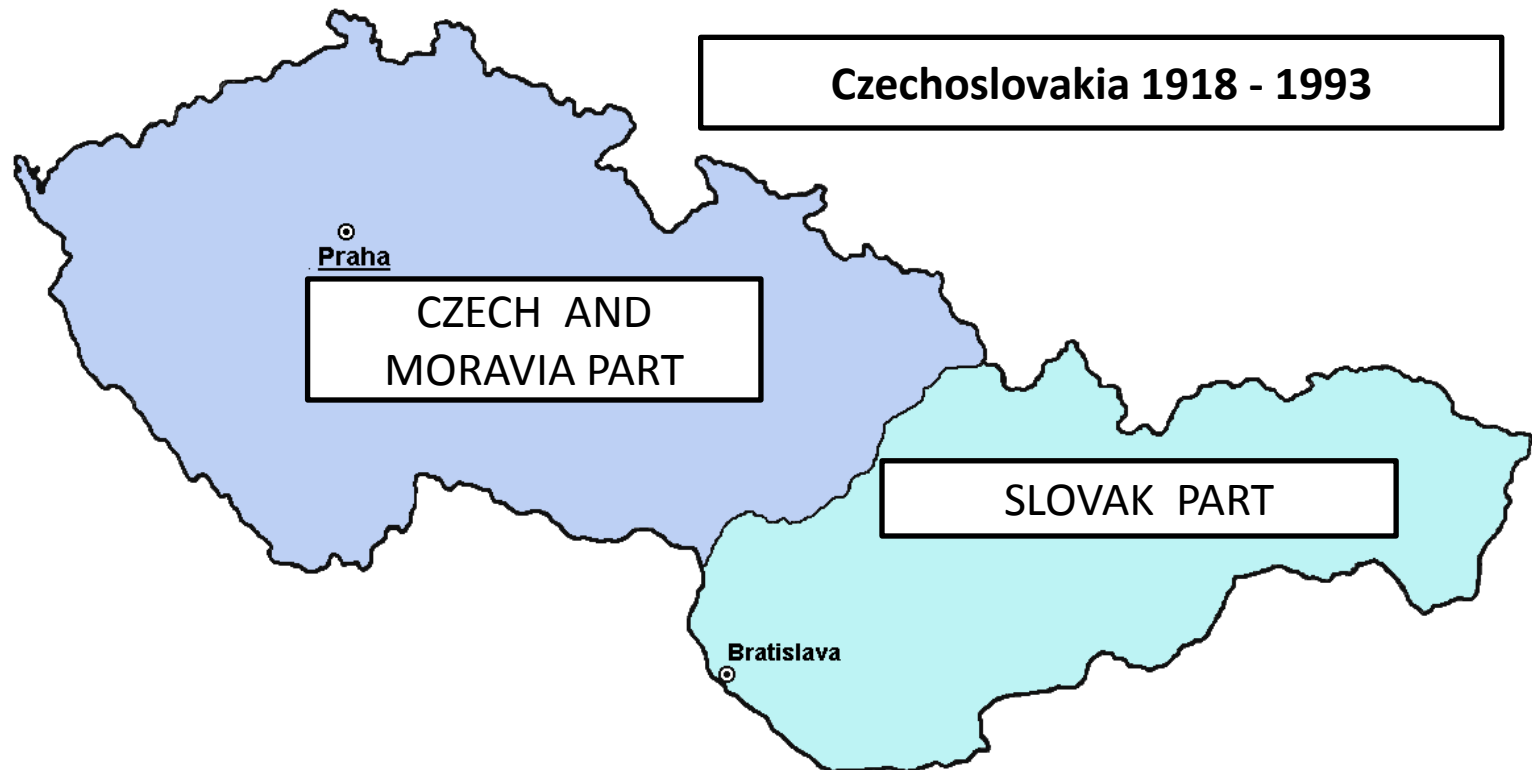 Czechoslovakia 1918 - 1993
Praha
CZECH AND
MORAVIA PART
SLOVAK PART
Bratislava